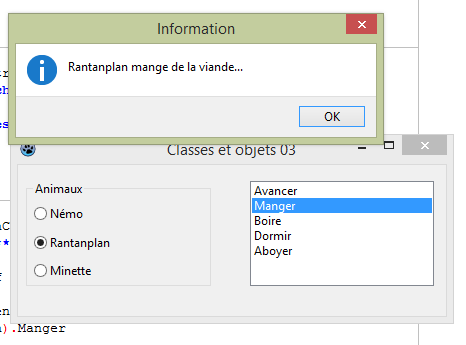 Information
Rantanplan mange de la viande...
OK
Classes et objets 03
Animaux
Némo
Rantanplan
Minette
Avancer
Manger
Boire
Dormir
Aboyer
).Manger